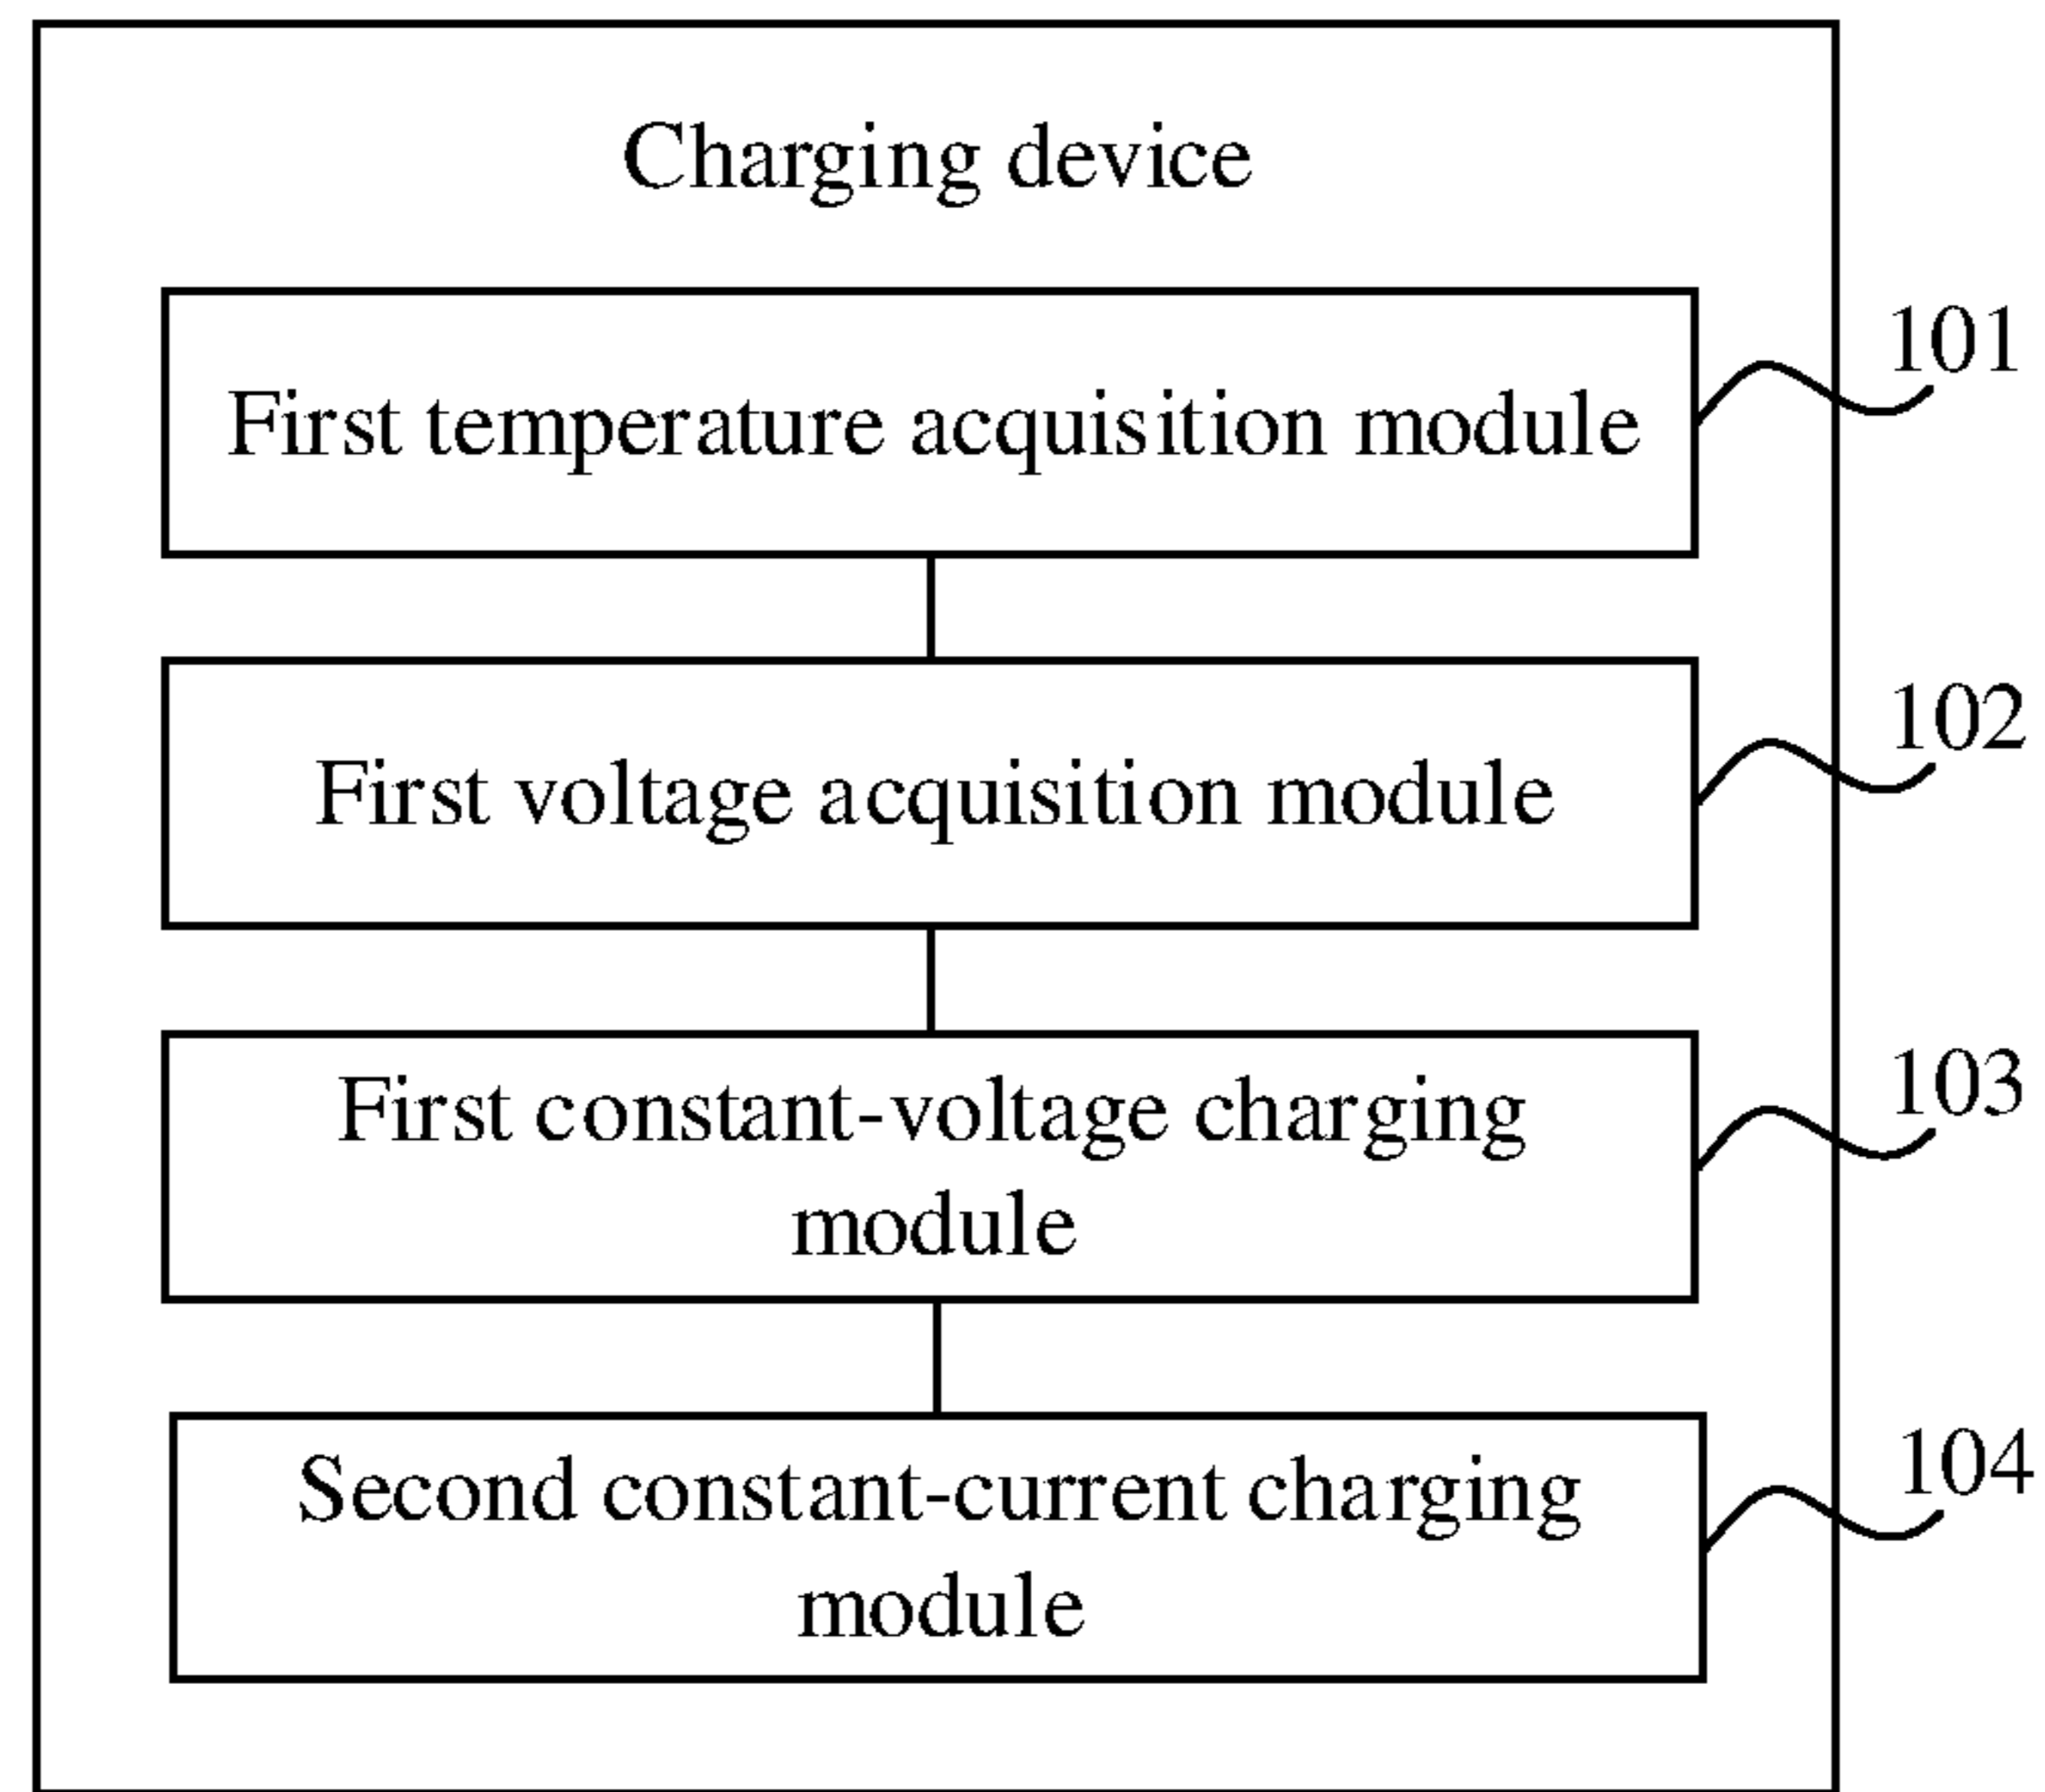 Charging device
First temperature acquisition module
101
First voltage acquisition module
102
First constant-voltage charging
module
103
Second constant-current charging
module
104